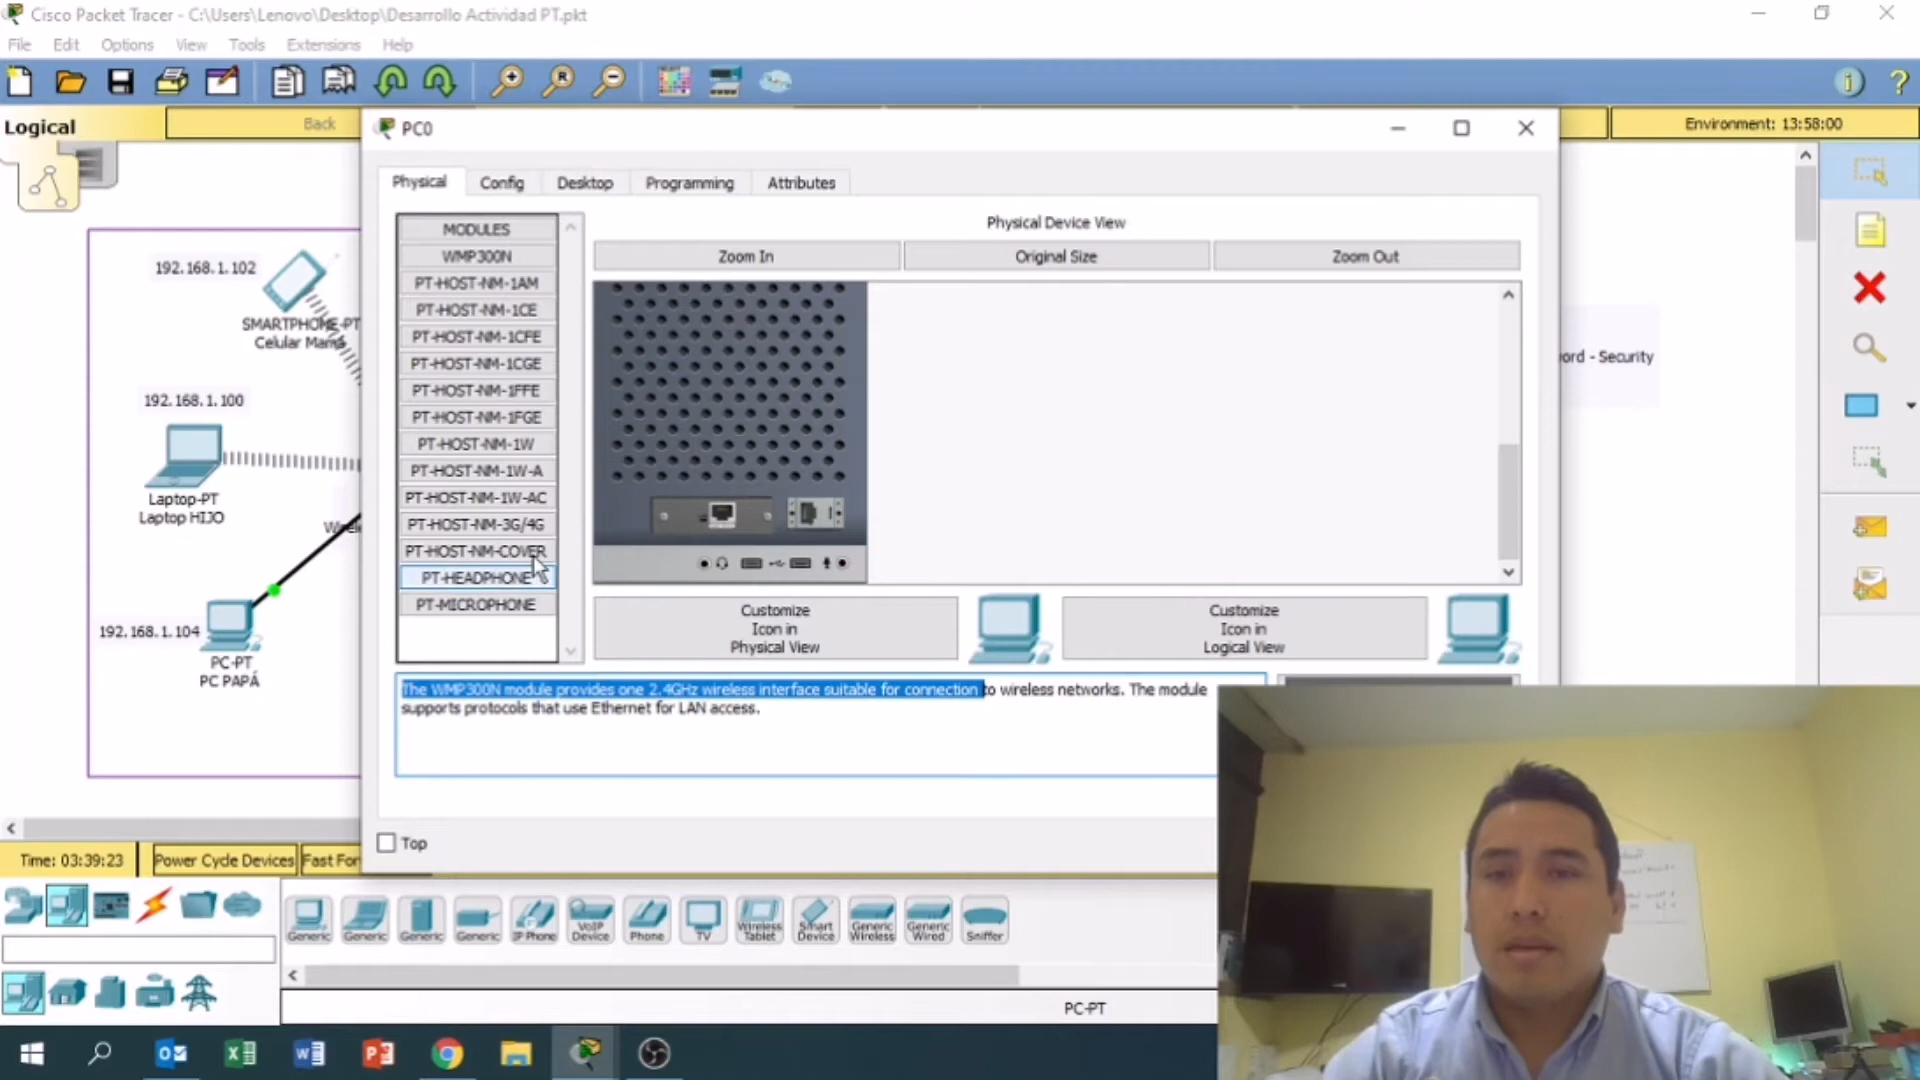 Cisco Packet Tracer - C:\Users\Lenovo\Desktop\Desarrollo Actividad PT.pkt
File Edit Options View Tools Extensions Help
Logical
Back
Environment: 13:58:00
PC0
Physical Config Desktop Programming Attributes
MODULES
WMP300N
PT-HOST-NM-1AM
PT-HOST-NM-1CE
PT-HOST-NM-1CFE
PT-HOST-NM-1CGE
PT-HOST-NM-1FFE
PT-HOST-NM-1FGE
PT-HOST-NM-1W
PT-HOST-NM-1W-A
PT-HOST-NM-1W-AC
PT-HOST-NM-3G/4G
PT-HOST-NM-COVER
PT-HEADPHONE
PT-MICROPHONE
Physical Device View
Zoom In Original Size Zoom Out
Customize
Icon in
Physical View
Customize
Icon in
Logical View
The WMP300N module provides one 2.4GHz wireless interface suitable for connection to wireless networks. The module
supports protocols that use Ethernet for LAN access.
Top
192.168.1.102
SMARTPHONE-PT
Celular Mamá
192.168.1.100
Laptop-PT
Laptop HIJO
192.168.1.104
PC-PT
PC PAPÁ
- Security
Time: 03:39:23 Power Cycle Devices Fast For
Generic Generic Generic Generic IP Phone VoIP Device Phone TV Wireless Tablet Smart Device Generic Wireless Generic Wired Sniffer
PC-PT